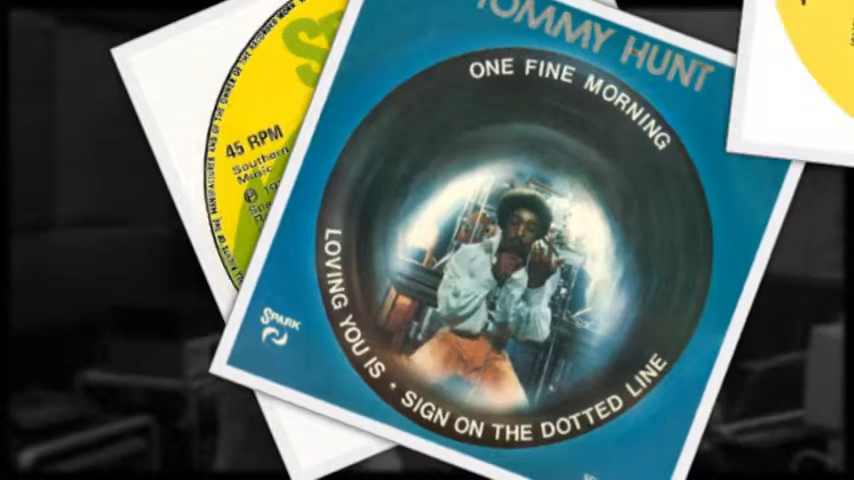 TOMMY HUNT
ONE FINE MORNING
LOVING YOU IS • SIGN ON THE DOTTED LINE
SPARK
45 RPM
Southern
Music